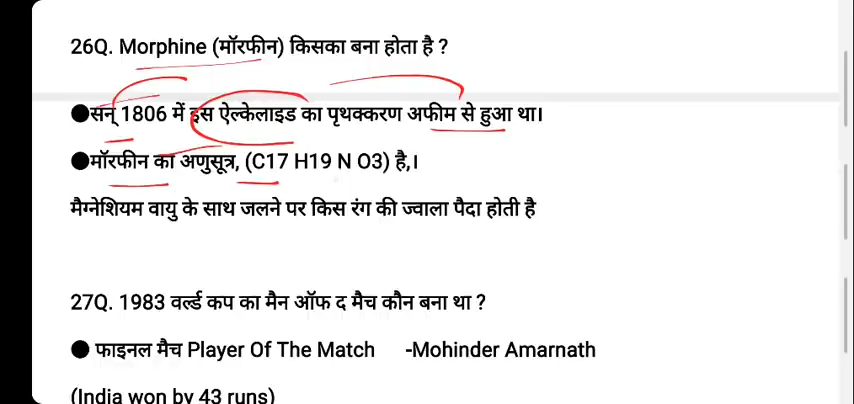 26Q. Morphine (मॉरफीन) किसका बना होता है ?
●सन् 1806 में इस ऐल्केलाइड का पृथक्करण अफीम से हुआ था।
●मॉरफीन का अणुसूत्र, (C17 H19 N O3) है,।
मैग्नेशियम वायु के साथ जलने पर किस रंग की ज्वाला पैदा होती है
27Q. 1983 वर्ल्ड कप का मैन ऑफ द मैच कौन बना था ?
● फाइनल मैच Player Of The Match -Mohinder Amarnath
(India won by 43 runs)